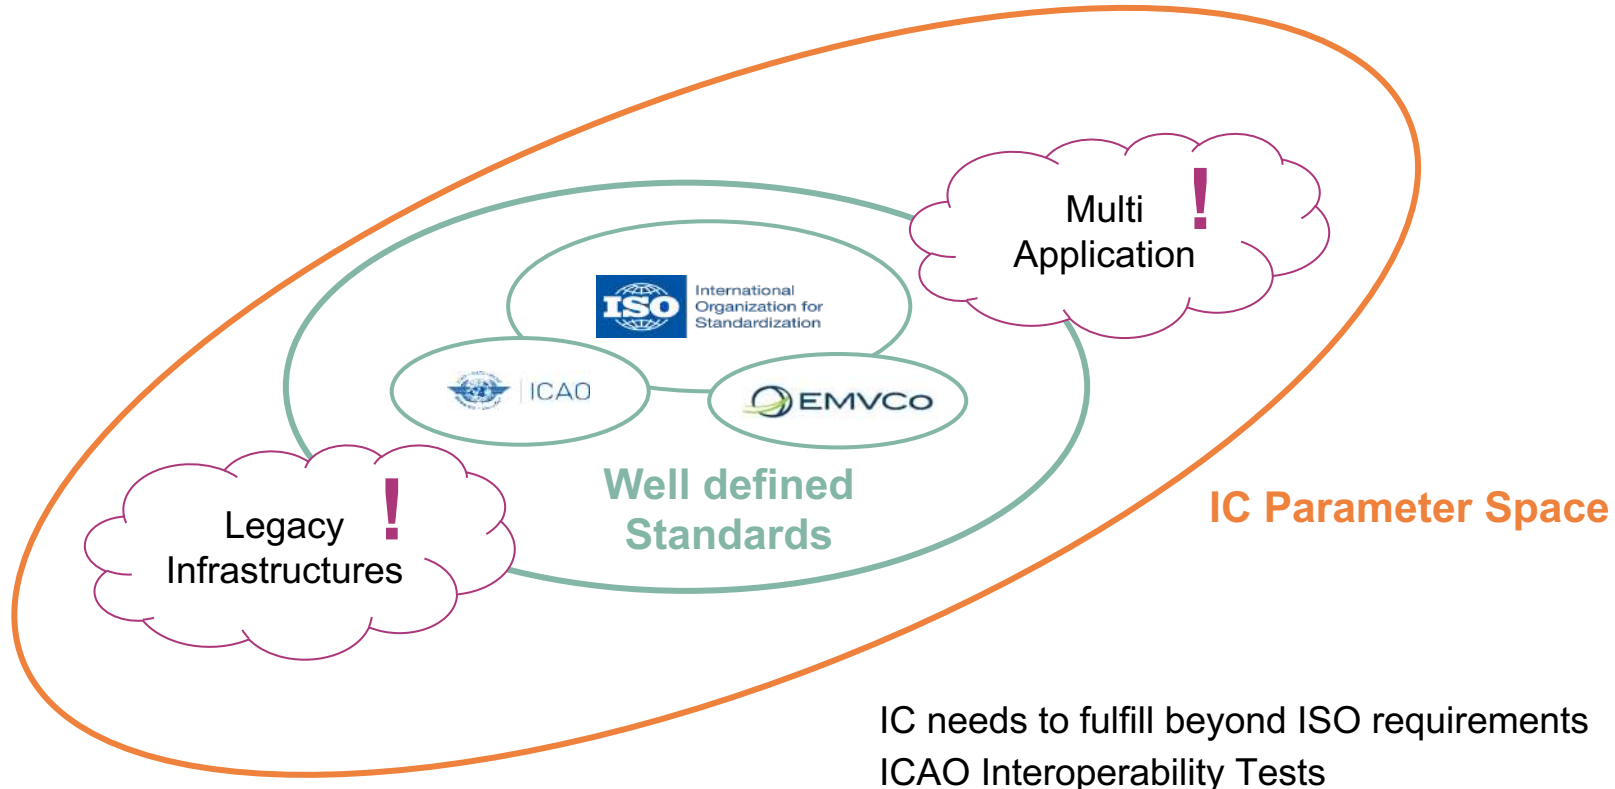 Multi
Application
!
ISO
International
Organization for
Standardization
ICAO
EMVCo
Well defined
Standards
!
Legacy
Infrastructures
IC Parameter Space
IC needs to fulfill beyond ISO requirements
ICAO Interoperability Tests